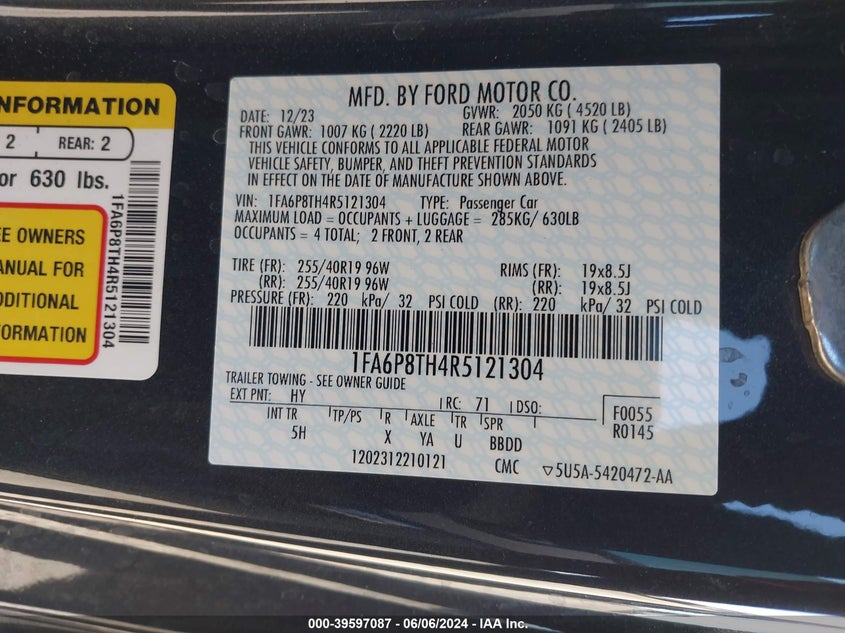 NFORMATION
2 REAR: 2
or 630 lbs.
EE OWNERS
ANUAL FOR
DDITIONAL
FORMATION
1FA6P8TH4R5121304
MFD. BY FORD MOTOR CO.
DATE: 12/23 GVWR: 2050 KG ( 4520 LB)
FRONT GAWR: 1007 KG ( 2220 LB) REAR GAWR: 1091 KG ( 2405 LB)
THIS VEHICLE CONFORMS TO ALL APPLICABLE FEDERAL MOTOR
VEHICLE SAFETY, BUMPER, AND THEFT PREVENTION STANDARDS
IN EFFECT ON THE DATE OF MANUFACTURE SHOWN ABOVE.
VIN: 1FA6P8TH4R5121304 TYPE: Passenger Car
MAXIMUM LOAD = OCCUPANTS + LUGGAGE = 285KG/ 630LB
OCCUPANTS = 4 TOTAL; 2 FRONT, 2 REAR
TIRE (FR): 255/40R19 96W RIMS (FR): 19x8.5J
(RR): 255/40R19 96W (RR): 19x8.5J
PRESSURE (FR): 220 kPa/ 32 PSI COLD (RR): 220 kPa/ 32 PSI COLD
1FA6P8TH4R5121304
TRAILER TOWING - SEE OWNER GUIDE
EXT PNT: HY RC: 71 DSO: F0055
INT TR TP/PS R AXLE TR SPR R0145
5H X YA U BBDD
1202312210121 CMC ▽5U5A-5420472-AA
000-39597087 - 06/06/2024 - IAA Inc.